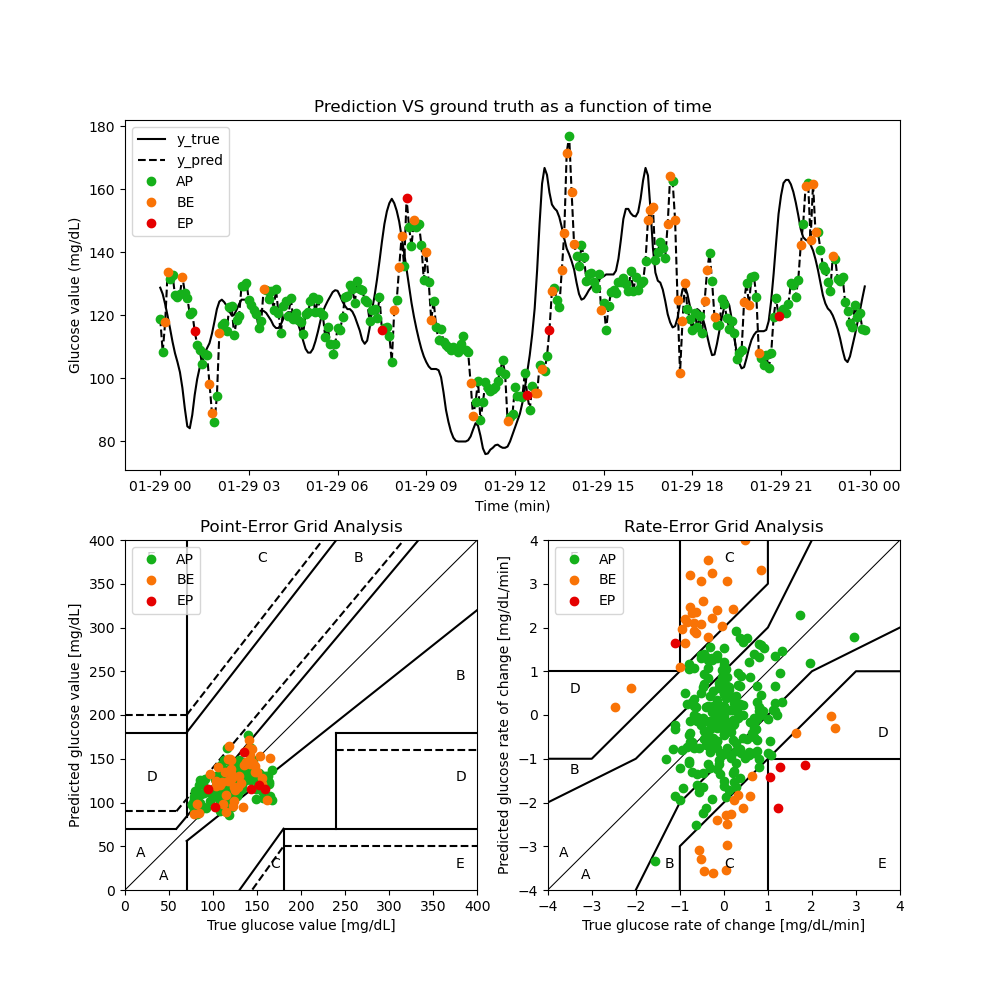 Prediction VS ground truth as a function of time
Glucose value (mg/dL)
180
160
140
120
100
80
y_true
y_pred
AP
BE
EP
01-29 00 01-29 03 01-29 06 01-29 09 01-29 12 01-29 15 01-29 18 01-29 21 01-30 00
Time (min)
Point-Error Grid Analysis
Predicted glucose value [mg/dL]
400
350
300
250
200
150
100
50
0
AP
BE
EP
C
B
B
D
D
A
A
C
E
0 50 100 150 200 250 300 350 400
True glucose value [mg/dL]
Rate-Error Grid Analysis
Predicted glucose rate of change [mg/dL/min]
4
3
2
1
0
−1
−2
−3
−4
AP
BE
EP
C
D
D
B
A
A
B
C
E
−4 −3 −2 −1 0 1 2 3 4
True glucose rate of change [mg/dL/min]